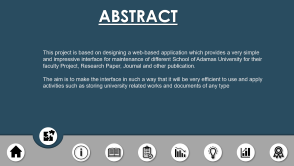 ABSTRACT
This project is based on designing a web-based application which provides a very simple
and impressive interface for maintenance of different School of Adamas University for their
faculty Project, Research Paper, Journal and other publication.
The aim is to make the interface in such a way that it will be very efficient to use and apply
activities such as storing university related works and documents of any type